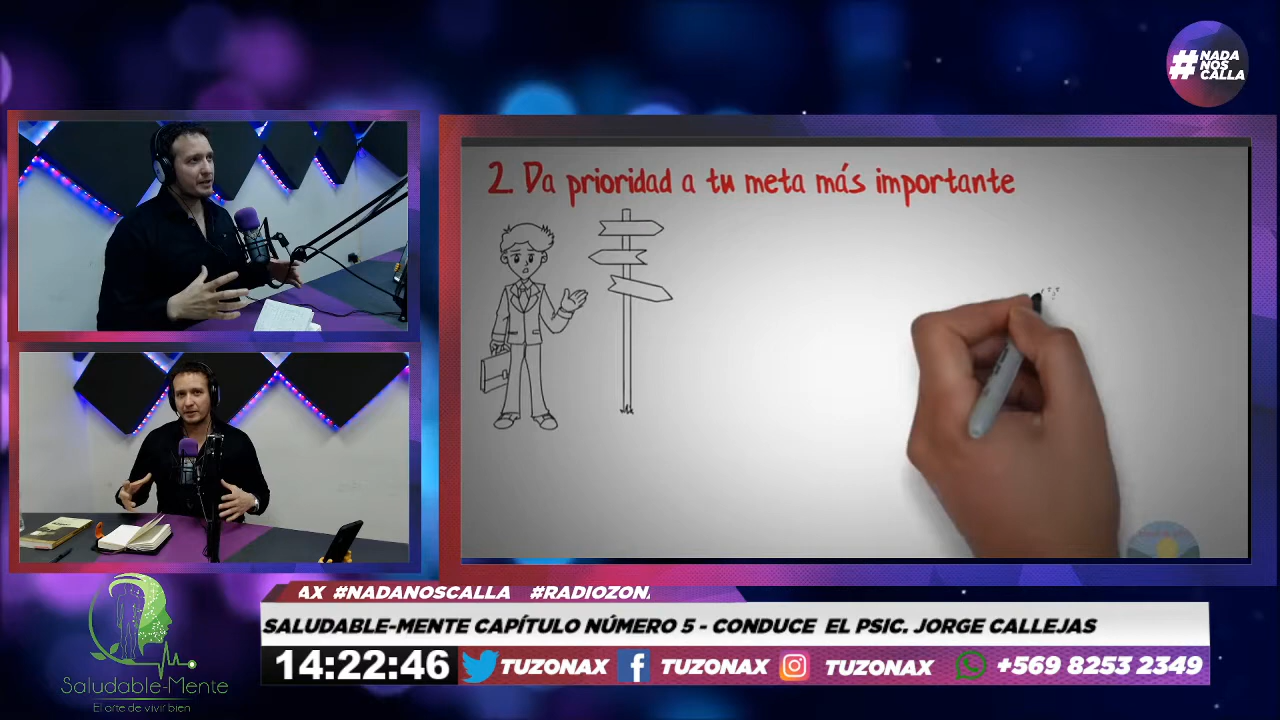 #NADA
NOS
CALLA
2. Da prioridad a tu meta más importante
AX #NADANOSCALLA #RADIOZON
SALUDABLE-MENTE CAPÍTULO NÚMERO 5 - CONDUCE EL PSIC. JORGE CALLEJAS
14:22:46 TUZONAX TUZONAX TUZONAX +569 8253 2349
Saludable-Mente
El arte de vivir bien